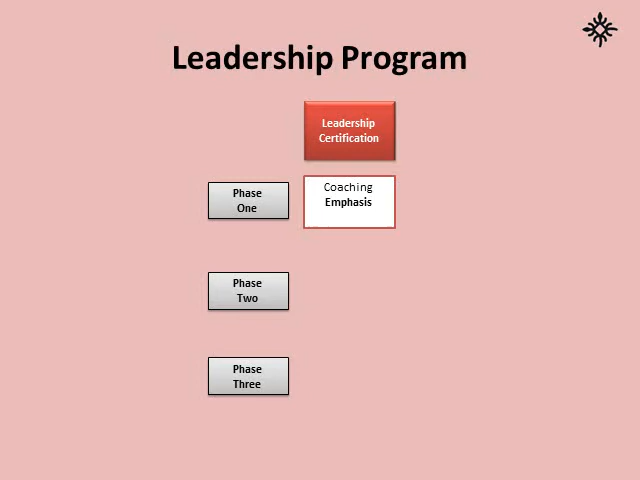 Leadership Program
Leadership
Certification
Phase
One
Coaching
Emphasis
Phase
Two
Phase
Three